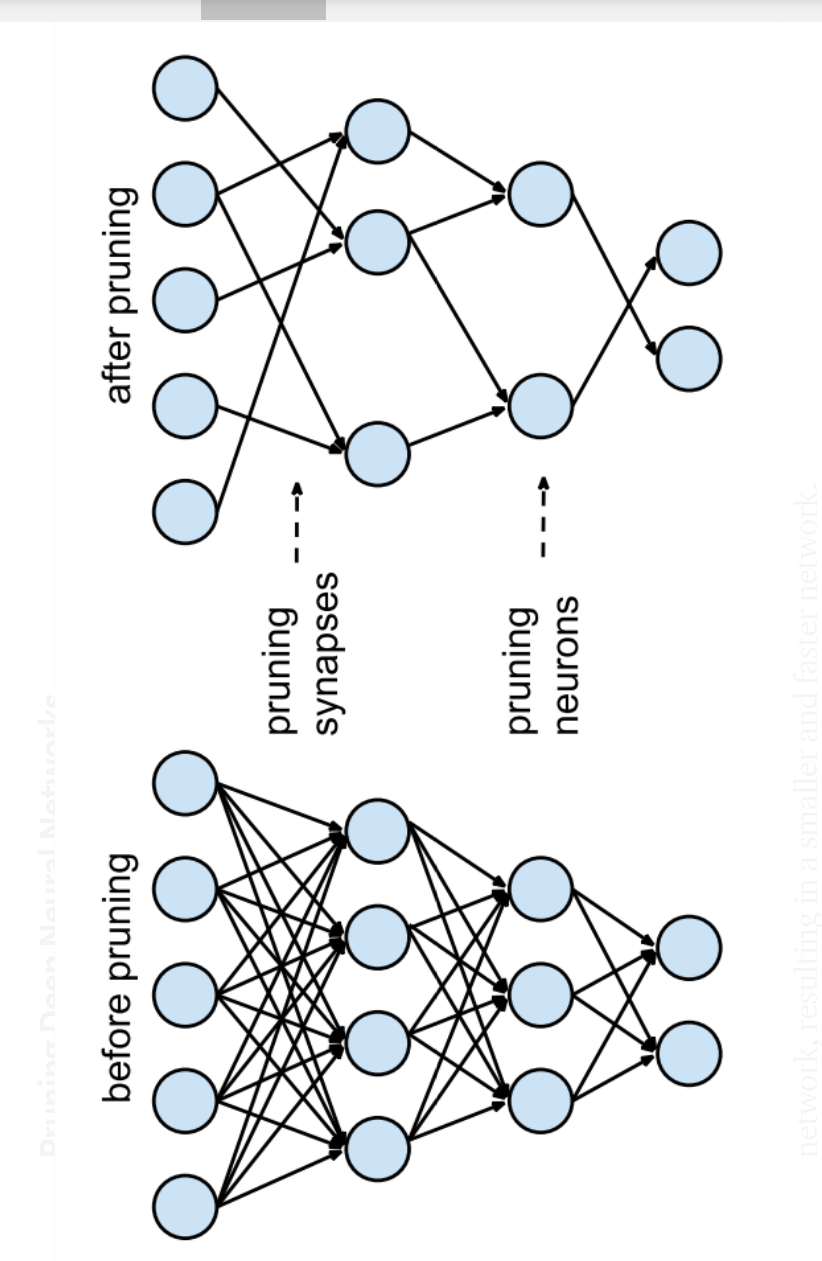 Pruning Deep Neural Networks
before pruning
after pruning
pruning
synapses
pruning
neurons
network, resulting in a smaller and faster network.